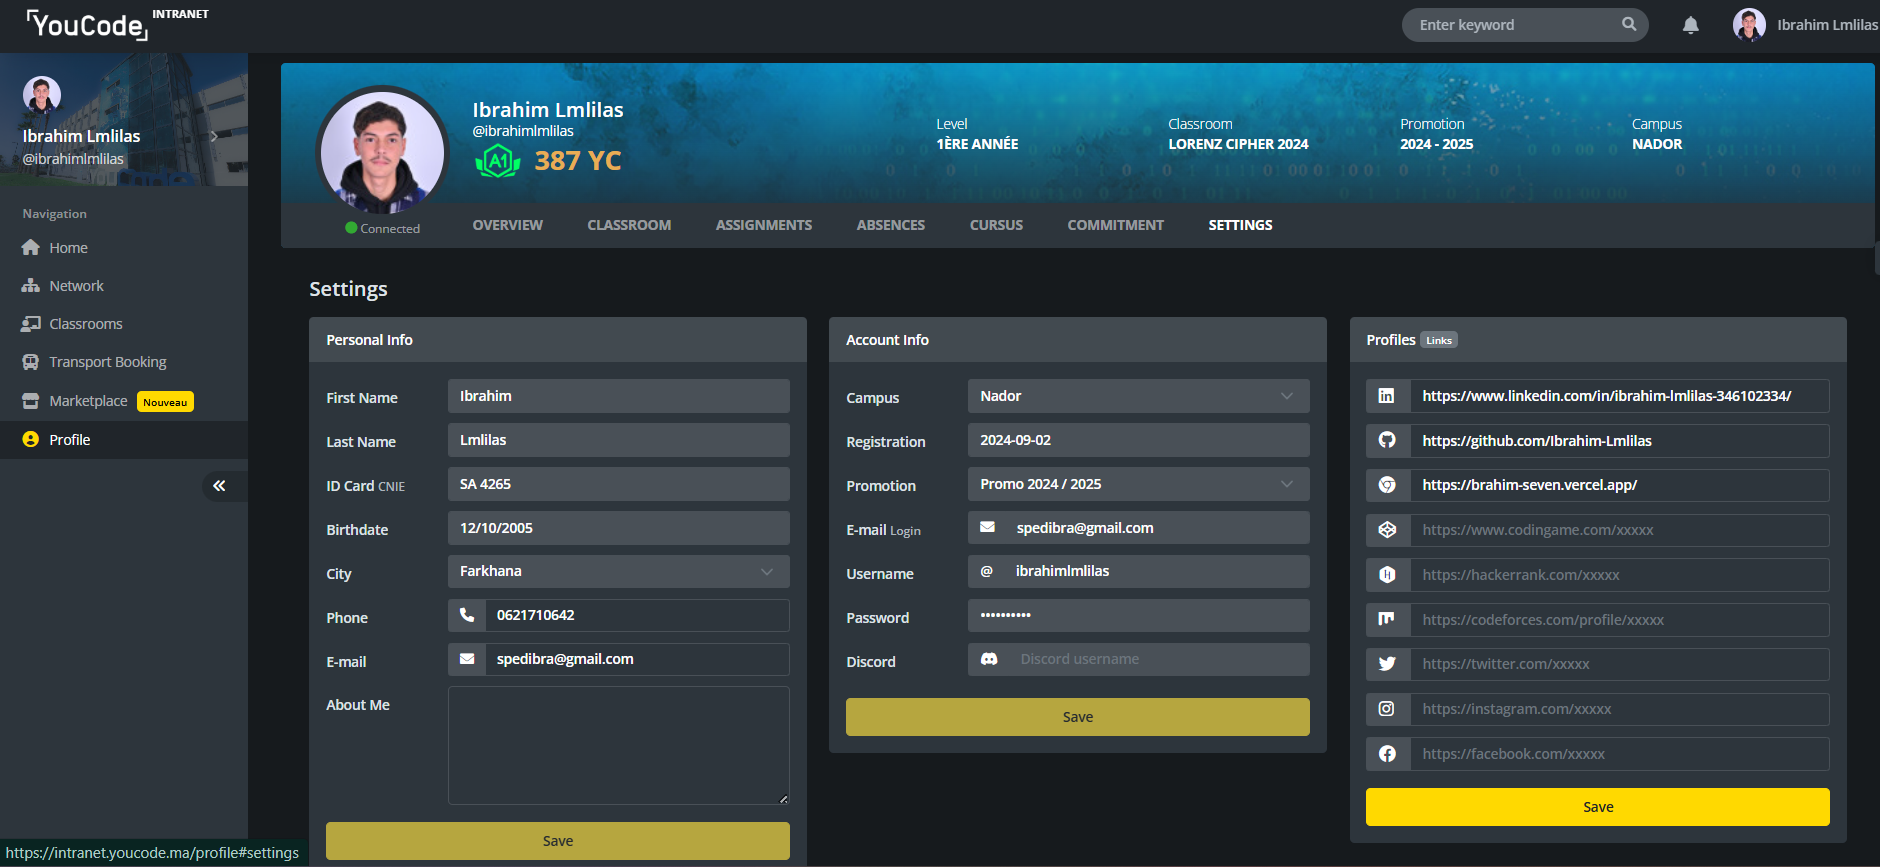 YouCode INTRANET
Enter keyword
Ibrahim Lmlilas
Ibrahim Lmlilas
@ibrahimlmlilas
Navigation
Home
Network
Classrooms
Transport Booking
Marketplace Nouveau
Profile
Ibrahim Lmlilas
@ibrahimlmlilas
A1 387 YC
Connected
Level
1ÈRE ANNÉE
Classroom
LORENZ CIPHER 2024
Promotion
2024 - 2025
Campus
NADOR
OVERVIEW CLASSROOM ASSIGNMENTS ABSENCES CURSUS COMMITMENT SETTINGS
Settings
Personal Info
First Name Ibrahim
Last Name Lmlilas
ID Card CNIE SA 4265
Birthdate 12/10/2005
City Farkhana
Phone 0621710642
E-mail spedibra@gmail.com
About Me
Save
Account Info
Campus Nador
Registration 2024-09-02
Promotion Promo 2024 / 2025
E-mail Login spedibra@gmail.com
Username @ ibrahimlmlilas
Password ••••••••••
Discord Discord username
Save
Profiles Links
https://www.linkedin.com/in/ibrahim-lmlilas-346102334/
https://github.com/Ibrahim-Lmlilas
https://brahim-seven.vercel.app/
https://www.codingame.com/xxxxx
https://hackerrank.com/xxxxx
https://codeforces.com/profile/xxxxx
https://twitter.com/xxxxx
https://instagram.com/xxxxx
https://facebook.com/xxxxx
Save
https://intranet.youcode.ma/profile#settings